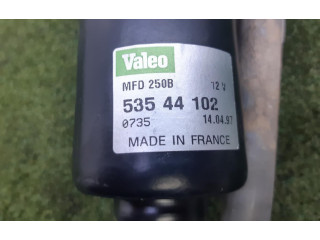 Valeo
MFD 250B 12 V
535 44 102
0735 14.04.97
MADE IN FRANCE